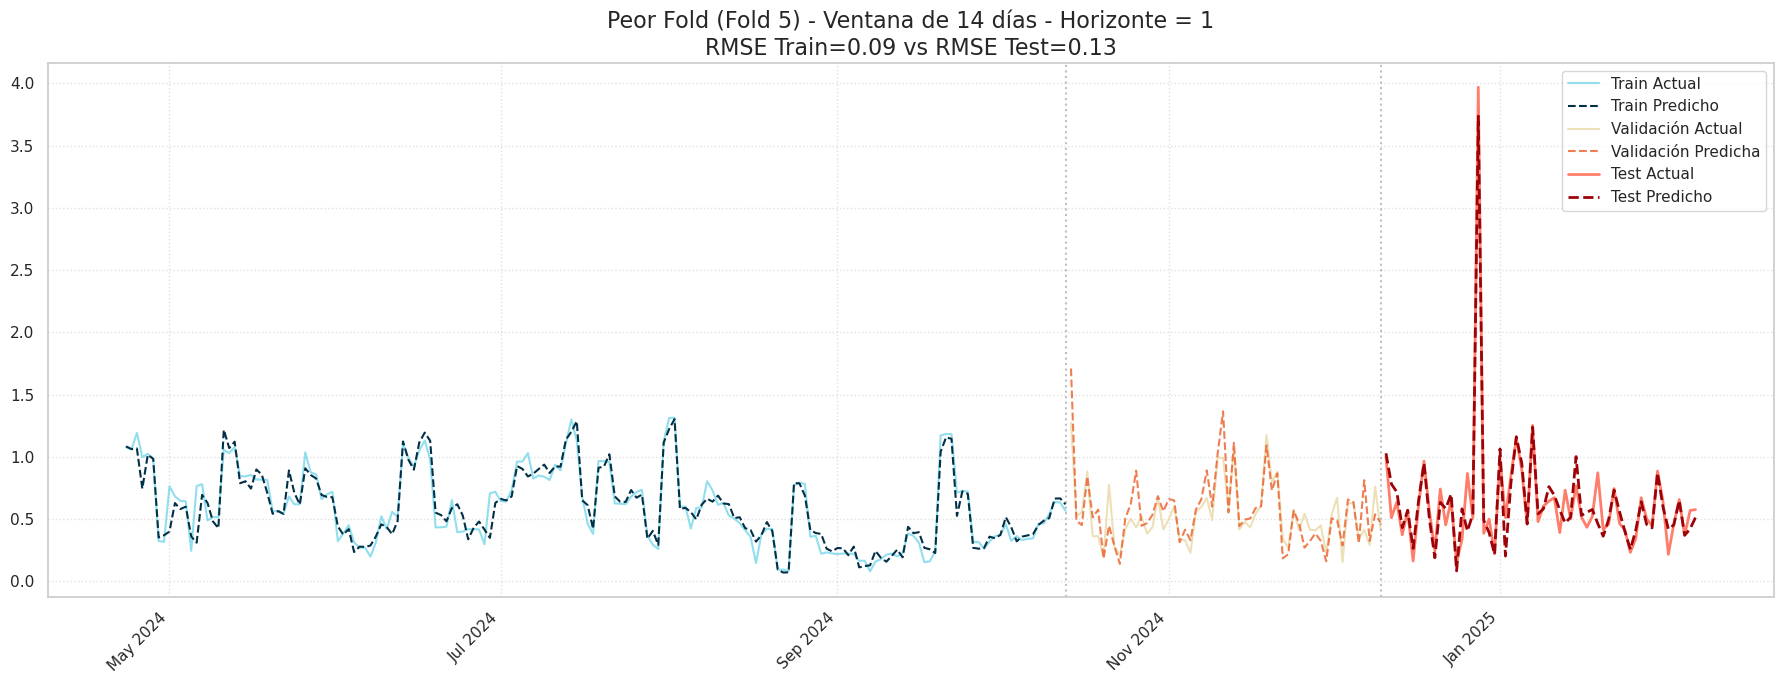 Peor Fold (Fold 5) - Ventana de 14 días - Horizonte = 1
RMSE Train=0.09 vs RMSE Test=0.13
4.0
3.5
3.0
2.5
2.0
1.5
1.0
0.5
0.0
Train Actual
Train Predicho
Validación Actual
Validación Predicha
Test Actual
Test Predicho
May 2024
Jul 2024
Sep 2024
Nov 2024
Jan 2025